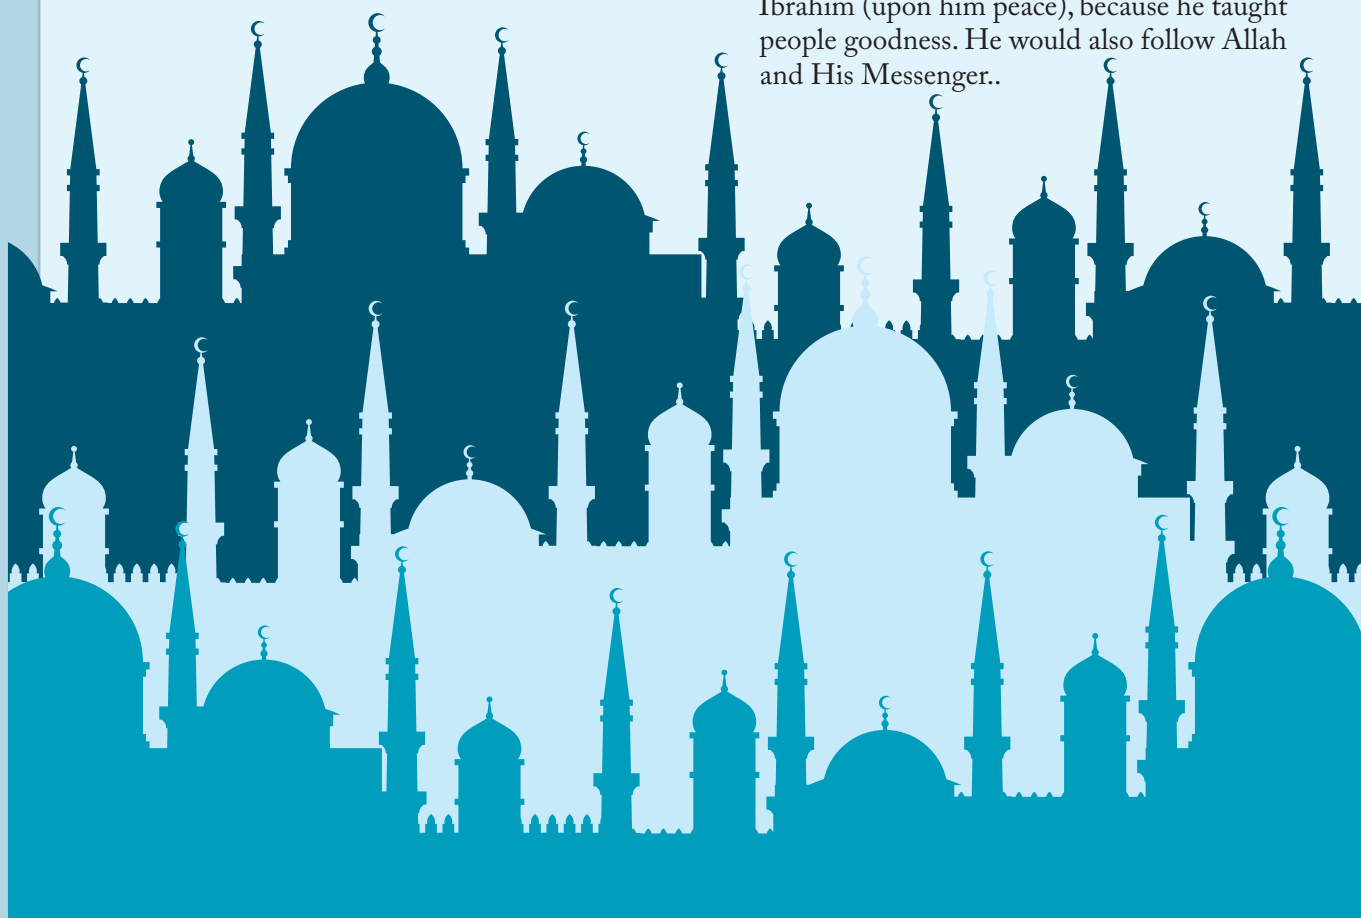 Ibrahim (upon him peace), because he taught
people goodness. He would also follow Allah
and His Messenger..